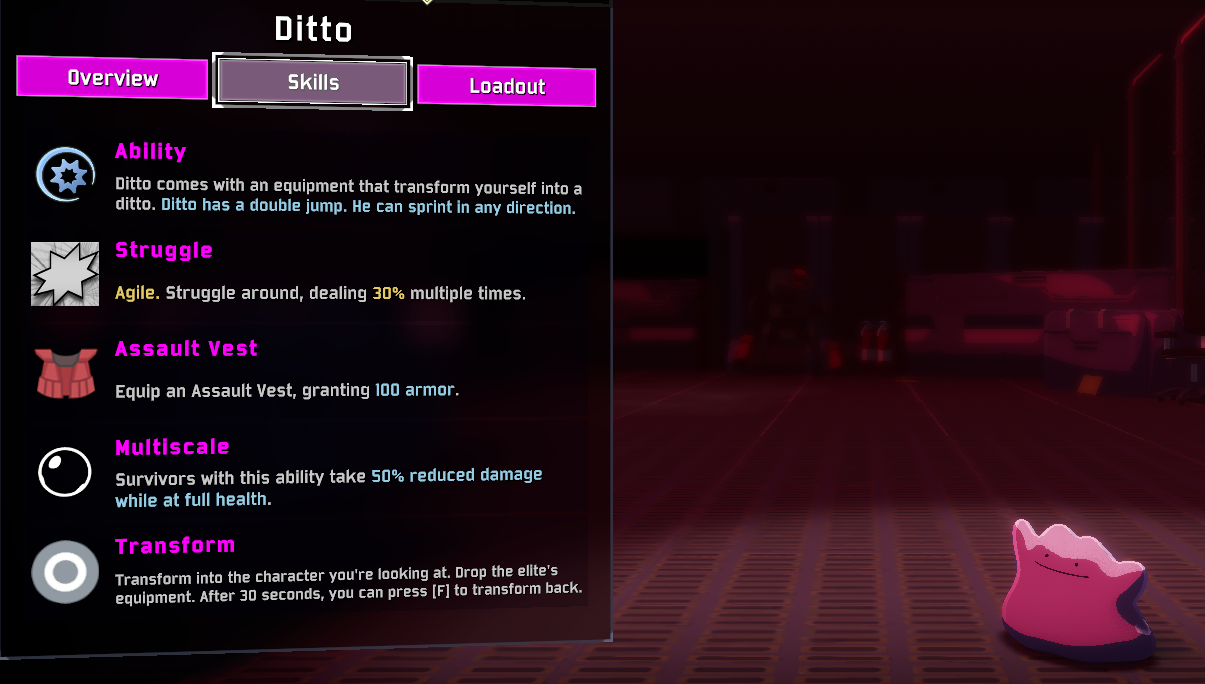 Ditto
Overview
Skills
Loadout
Ability
Ditto comes with an equipment that transform yourself into a
ditto. Ditto has a double jump. He can sprint in any direction.
Struggle
Agile. Struggle around, dealing 30% multiple times.
Assault Vest
Equip an Assault Vest, granting 100 armor.
Multiscale
Survivors with this ability take 50% reduced damage
while at full health.
Transform
Transform into the character you're looking at. Drop the elite's
equipment. After 30 seconds, you can press [F] to transform back.